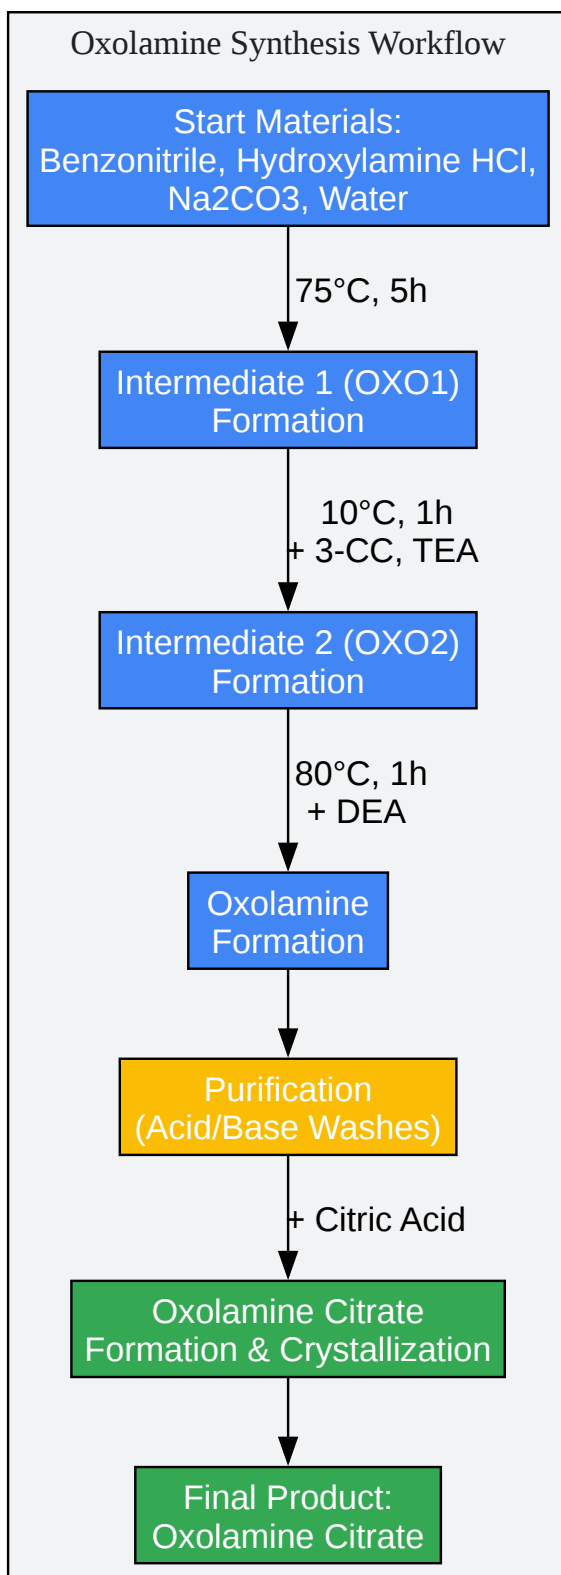 Oxolamine Synthesis Workflow
Start Materials:
Benzonitrile, Hydroxylamine HCl,
Na2CO3, Water
75°C, 5h
Intermediate 1 (OXO1)
Formation
10°C, 1h
+ 3-CC, TEA
Intermediate 2 (OXO2)
Formation
80°C, 1h
+ DEA
Oxolamine
Formation
Purification
(Acid/Base Washes)
+ Citric Acid
Oxolamine Citrate
Formation & Crystallization
Final Product:
Oxolamine Citrate